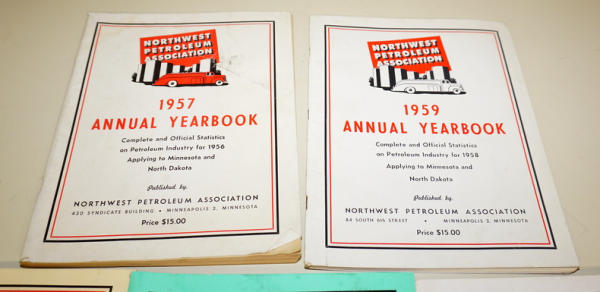 NORTHWEST
PETROLEUM
ASSOCIATION
1957
ANNUAL YEARBOOK
Complete and Official Statistics
on Petroleum Industry for 1956
Applying to Minnesota and
North Dakota
Published by
NORTHWEST PETROLEUM ASSOCIATION
420 SYNDICATE BUILDING • MINNEAPOLIS 2, MINNESOTA
Price $15.00
NORTHWEST
PETROLEUM
ASSOCIATION
1959
ANNUAL YEARBOOK
Complete and Official Statistics
on Petroleum Industry for 1958
Applying to Minnesota and
North Dakota
Published by
NORTHWEST PETROLEUM ASSOCIATION
84 SOUTH 6th STREET • MINNEAPOLIS 2, MINNESOTA
Price $15.00